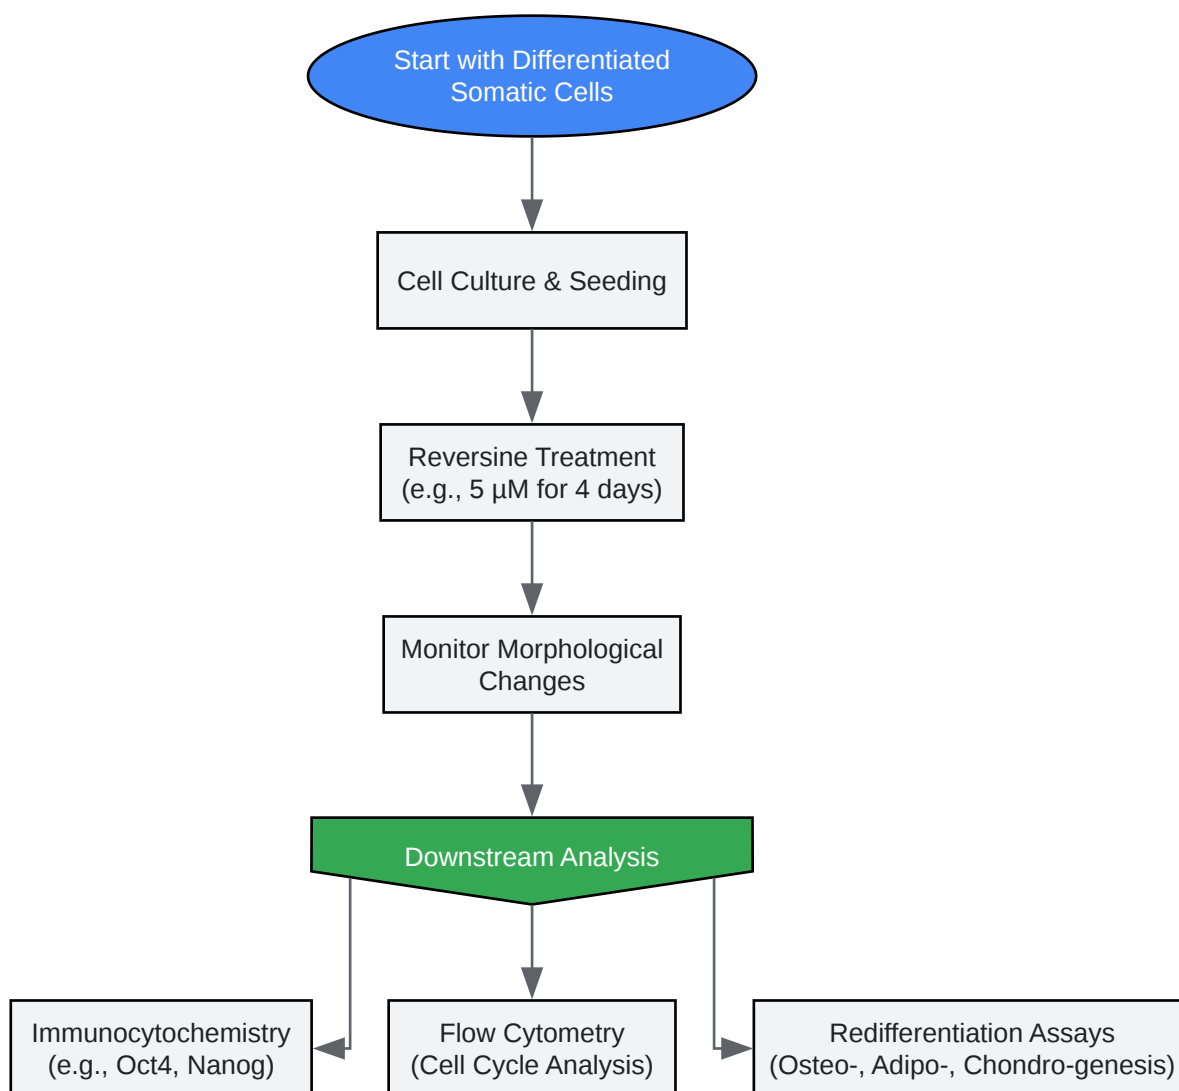 Start with Differentiated
Somatic Cells
Cell Culture & Seeding
Reversine Treatment
(e.g., 5 µM for 4 days)
Monitor Morphological
Changes
Downstream Analysis
Immunocytochemistry
(e.g., Oct4, Nanog)
Flow Cytometry
(Cell Cycle Analysis)
Redifferentiation Assays
(Osteo-, Adipo-, Chondro-genesis)